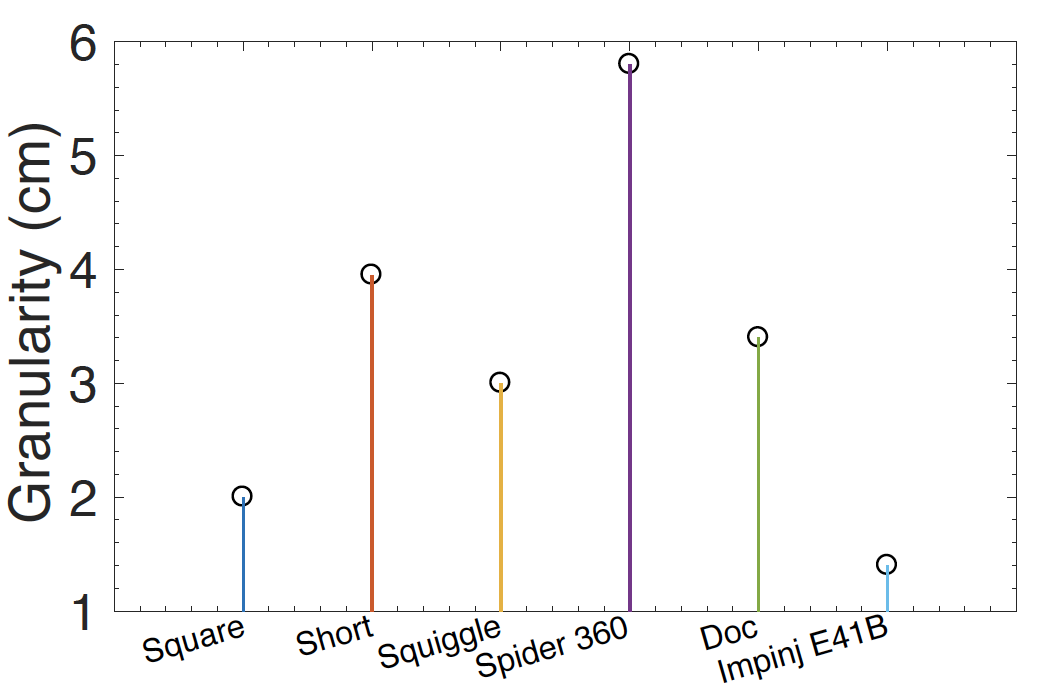 Granularity (cm)
6
5
4
3
2
1
Square
Short
Squiggle
Spider 360
Doc
Impinj E41B